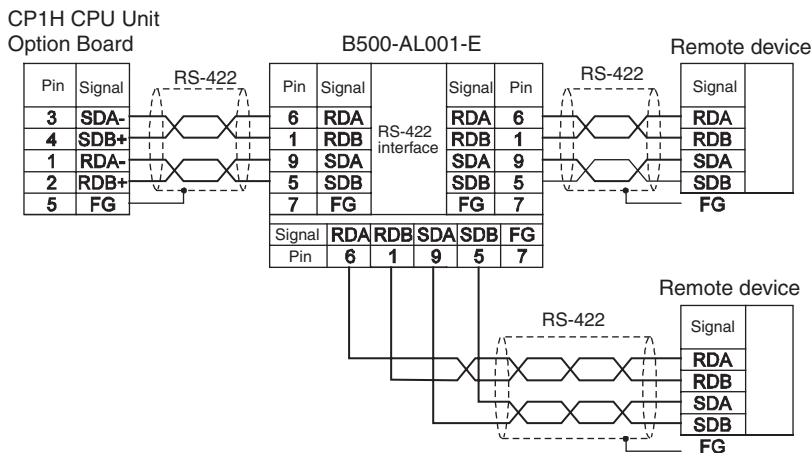 CP1H CPU Unit
Option Board
B500-AL001-E
Remote device
Pin Signal
RS-422
Pin Signal
Signal Pin
RS-422
Signal
3 SDA-
6 RDA
RS-422
interface
RDA 6
RDA
4 SDB+
1 RDB
RDB 1
RDB
1 RDA-
9 SDA
SDA 9
SDA
2 RDB+
5 SDB
SDB 5
SDB
5 FG
7 FG
FG 7
FG
Signal RDA RDB SDA SDB FG
Pin 6 1 9 5 7
Remote device
RS-422
Signal
RDA
RDB
SDA
SDB
FG